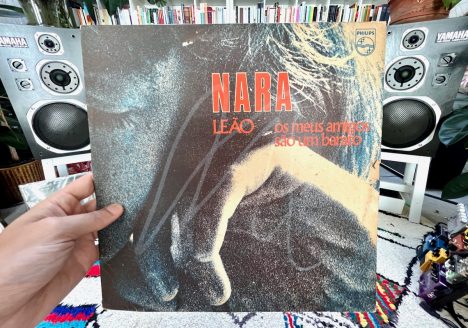 PHILIPS
YAMAHA
YAMAHA
NARA
LEÃO
os meus amigos
são um barato